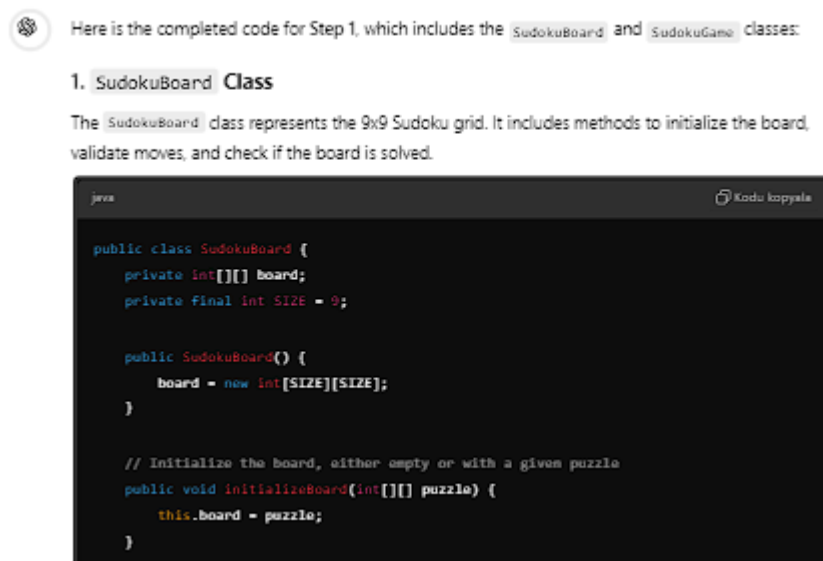 Here is the completed code for Step 1, which includes the SudokuBoard and SudokuGame classes:
1. SudokuBoard Class
The SudokuBoard class represents the 9x9 Sudoku grid. It includes methods to initialize the board,
validate moves, and check if the board is solved.
java
Kodu kopyala
public class SudokuBoard {
    private int[][] board;
    private final int SIZE = 9;
    public SudokuBoard() {
        board = new int[SIZE][SIZE];
    }
    // Initialize the board, either empty or with a given puzzle
    public void initializeBoard(int[][] puzzle) {
        this.board = puzzle;
    }